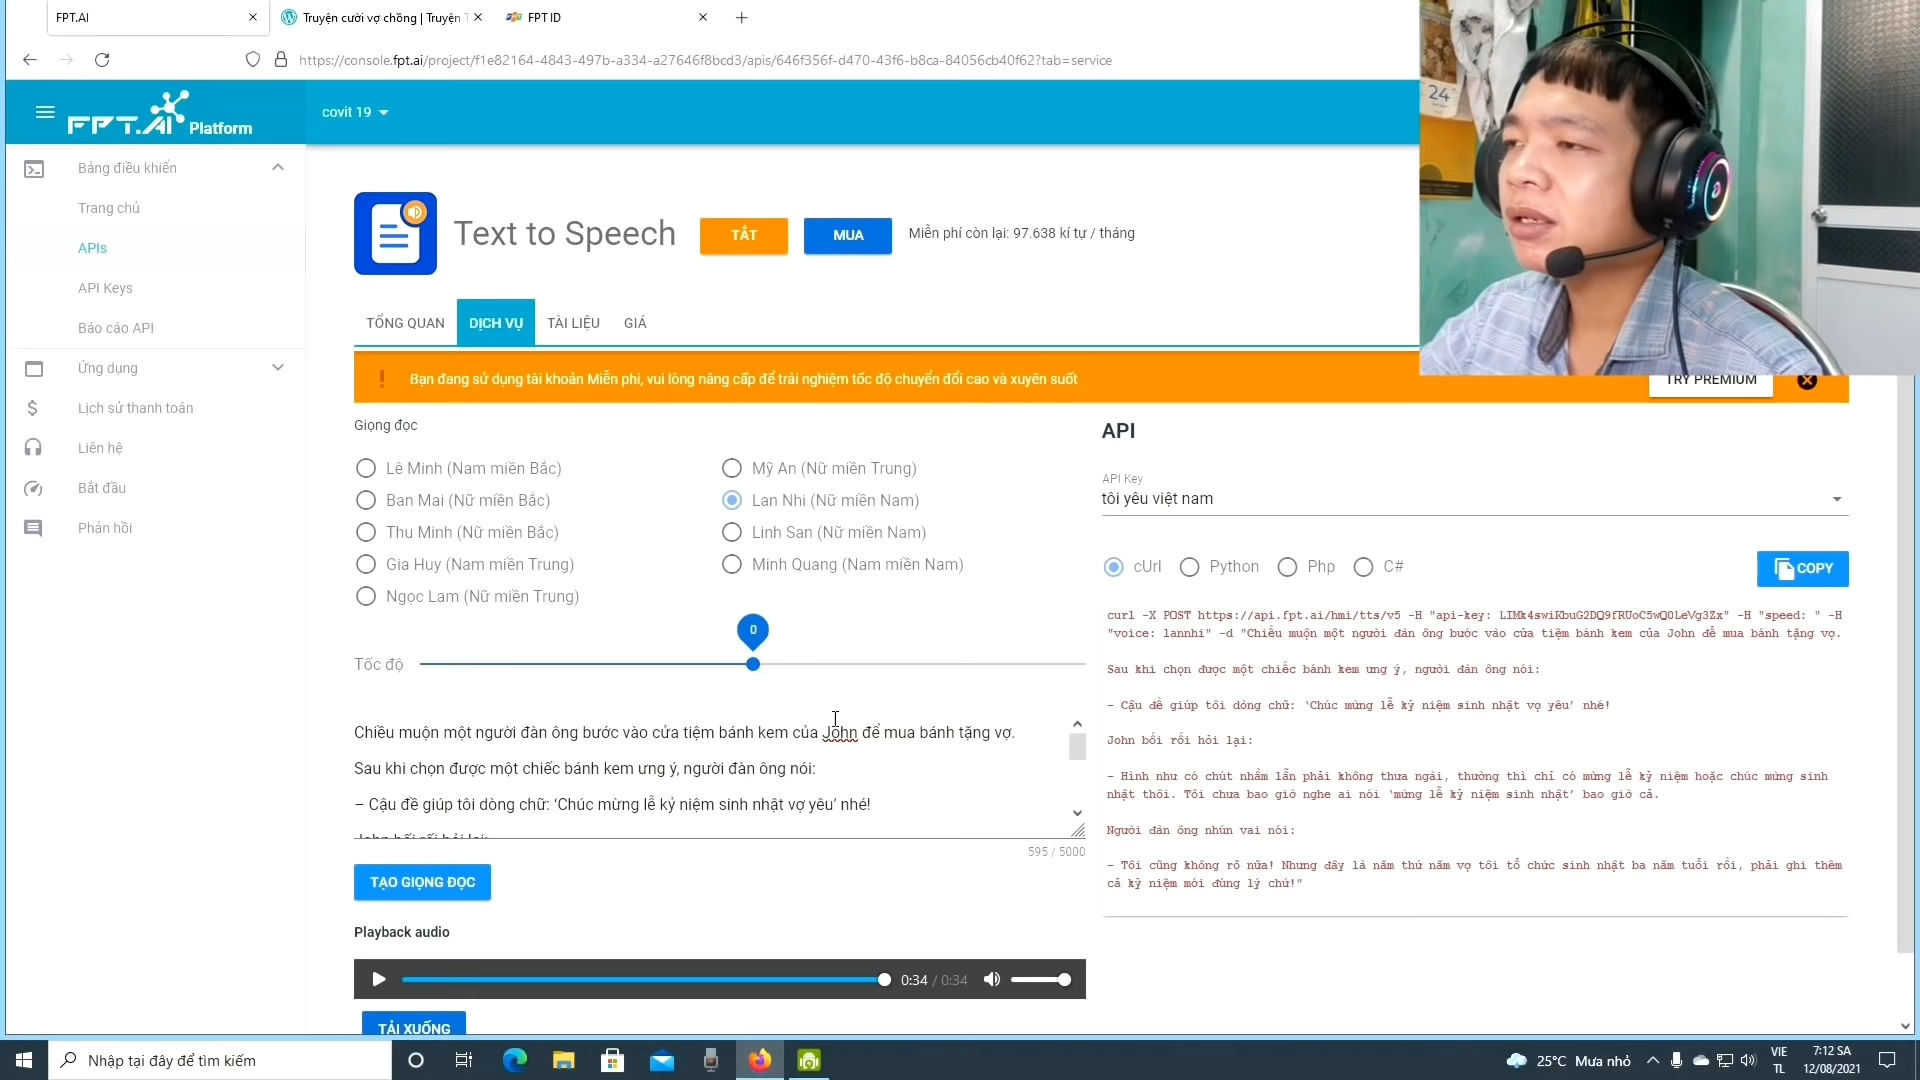 FPT.AI
Truyện cười vợ chồng | Truyện T
FPT ID
https://console.fpt.ai/project/f1e82164-4843-497b-a334-a27646f8bcd3/apis/646f356f-d470-43f6-b8ca-84056cb40f62?tab=service
FPT.AI Platform
covit 19
24
Bảng điều khiển
Trang chủ
APIs
API Keys
Báo cáo API
Ứng dụng
Lịch sử thanh toán
Liên hệ
Bắt đầu
Phản hồi
Text to Speech
TẮT
MUA
Miễn phí còn lại: 97.638 kí tự / tháng
TỔNG QUAN
DỊCH VỤ
TÀI LIỆU
GIÁ
Bạn đang sử dụng tài khoản Miễn phí, vui lòng nâng cấp để trải nghiệm tốc độ chuyển đổi cao và xuyên suốt
TRY PREMIUM
Giọng đọc
Lê Minh (Nam miền Bắc)
Mỹ An (Nữ miền Trung)
Ban Mai (Nữ miền Bắc)
Lan Nhi (Nữ miền Nam)
Thu Minh (Nữ miền Bắc)
Linh San (Nữ miền Nam)
Gia Huy (Nam miền Trung)
Minh Quang (Nam miền Nam)
Ngọc Lam (Nữ miền Trung)
0
Tốc độ
Chiều muộn một người đàn ông bước vào cửa tiệm bánh kem của John để mua bánh tặng vợ.
Sau khi chọn được một chiếc bánh kem ưng ý, người đàn ông nói:
– Cậu đề giúp tôi dòng chữ: ‘Chúc mừng lễ kỷ niệm sinh nhật vợ yêu’ nhé!
John bối rối hỏi lại:
595 / 5000
TẠO GIỌNG ĐỌC
Playback audio
0:34 / 0:34
TẢI XUỐNG
API
API Key
tôi yêu việt nam
cUrl
Python
Php
C#
COPY
curl -X POST https://api.fpt.ai/hmi/tts/v5 -H "api-key: LIMk4swiKbuG2DQ9fRUoC5wQ0LeVg3Zx" -H "speed: " -H
"voice: lannhi" -d "Chiều muộn một người đàn ông bước vào cửa tiệm bánh kem của John để mua bánh tặng vợ.
Sau khi chọn được một chiếc bánh kem ưng ý, người đàn ông nói:
– Cậu đề giúp tôi dòng chữ: ‘Chúc mừng lễ kỷ niệm sinh nhật vợ yêu’ nhé!
John bối rối hỏi lại:
– Hình như có chút nhầm lẫn phải không thưa ngài, thường thì chỉ có mừng lễ kỷ niệm hoặc chúc mừng sinh
nhật thôi. Tôi chưa bao giờ nghe ai nói ‘mừng lễ kỷ niệm sinh nhật’ bao giờ cả.
Người đàn ông nhún vai nói:
– Tôi cũng không rõ nữa! Nhưng đây là năm thứ năm vợ tôi tổ chức sinh nhật ba năm tuổi rồi, phải ghi thêm
cả kỷ niệm mới đúng lý chứ!"
Nhập tại đây để tìm kiếm
25°C Mưa nhỏ
VIE
TL
7:12 SA
12/08/2021